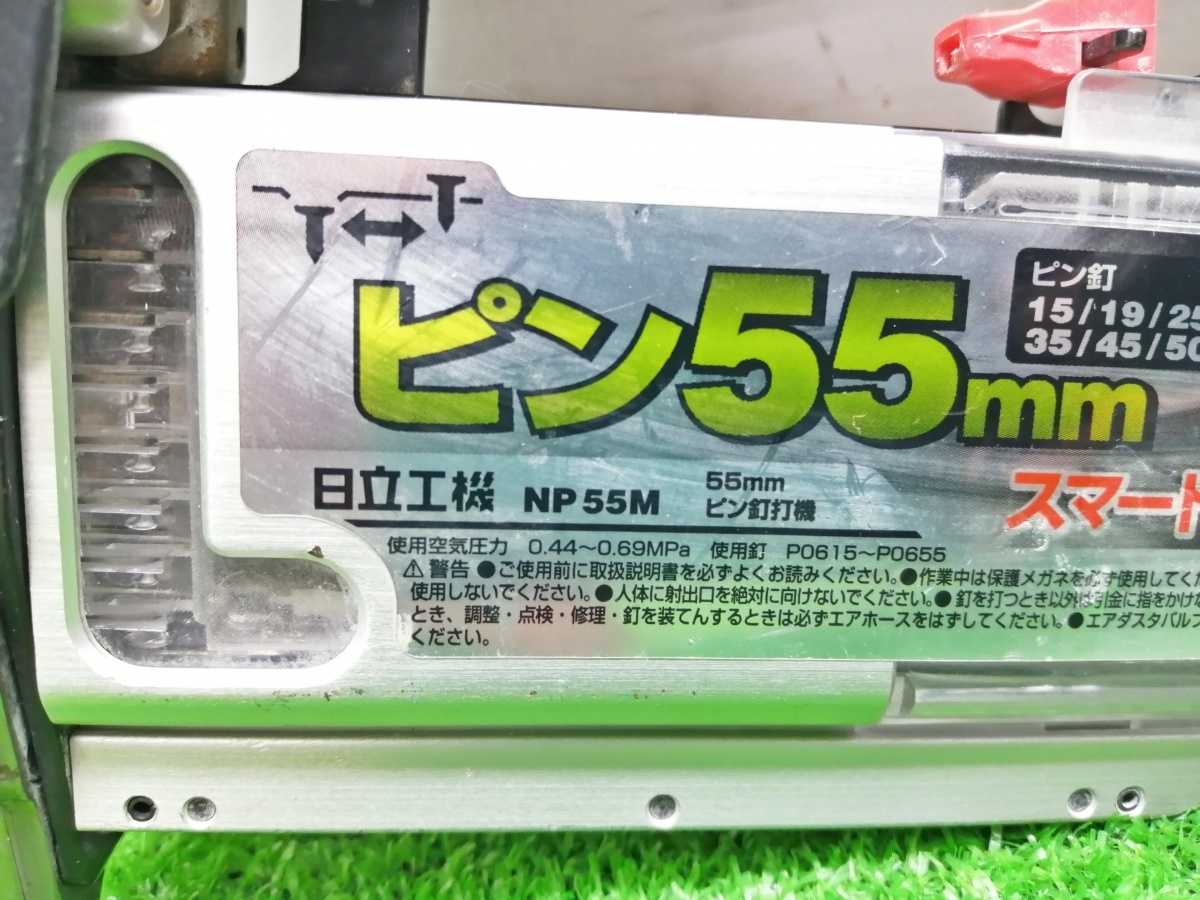 ピン55mm
ピン釘
15/19/25
35/45/50
日立工機 NP55M
55mm
ピン釘打機
スマート
使用空気圧力 0.44～0.69MPa 使用釘 P0615～P0655
⚠警告 ●ご使用前に取扱説明書を必ずよくお読みください。●作業中は保護メガネを必ず使用してくだ
使用しないでください。●人体に射出口を絶対に向けないでください。●釘を打つとき以外は引金に指をかけな
とき、調整・点検・修理・釘を装てんするときは必ずエアホースをはずしてください。●エアダスタバルブ
ください。